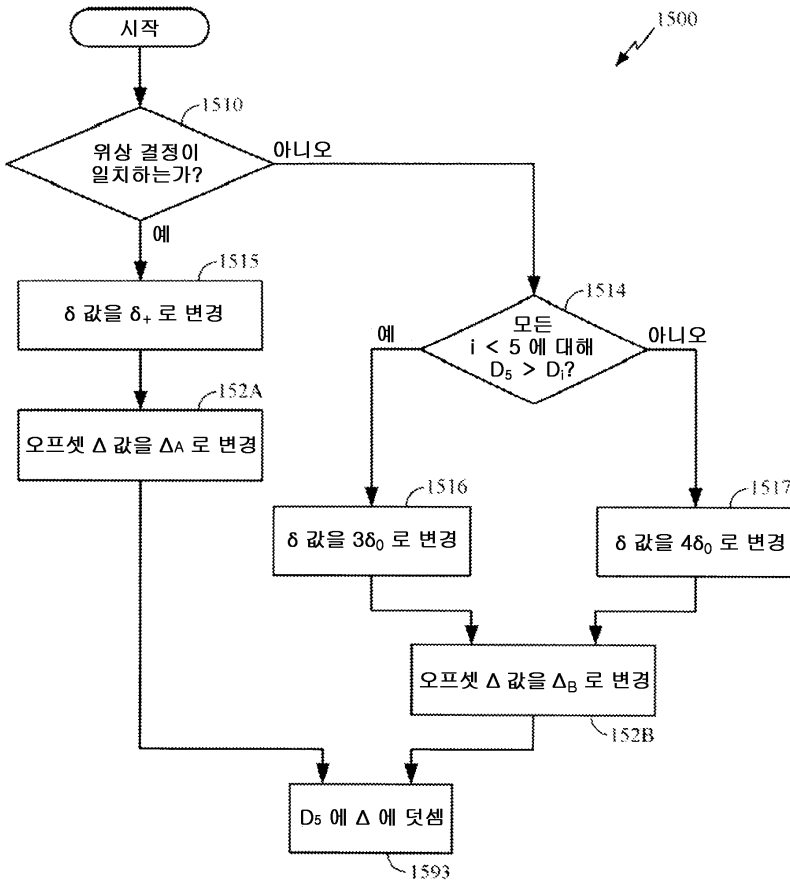 시작
1500
1510
위상 결정이
일치하는가?
아니오
예
1515
δ 값을 δ+ 로 변경
1514
모든
i < 5 에 대해
D5 > Di?
예
아니오
152A
오프셋 Δ 값을 ΔA 로 변경
1516
δ 값을 3δ0 로 변경
1517
δ 값을 4δ0 로 변경
오프셋 Δ 값을 ΔB 로 변경
152B
D5 에 Δ 에 덧셈
1593